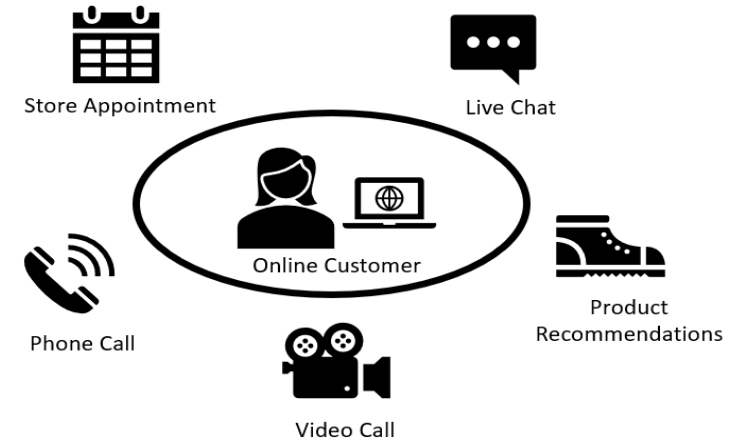 Store Appointment
Live Chat
Online Customer
Product
Recommendations
Phone Call
Video Call